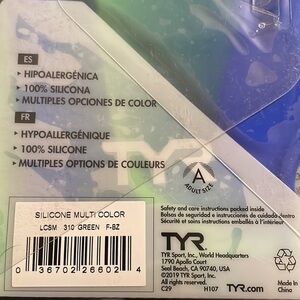 ES
▸ HIPOALERGÉNICA
▸ 100% SILICONA
▸ MULTIPLES OPCIONES DE COLOR
FR
▸ HYPOALLERGÉNIQUE
▸ 100% SILICONE
▸ MULTIPLES OPTIONS DE COULEURS
TYR
A
ADULT SIZE
SILICONE MULTI COLOR
LCSM 310 GREEN F-BZ
0 36702 26602 4
Safety and care instructions packed inside
Bolsas de seguridad e instrucciones de cuidado dentro
Sécurité et soins instructions emballés à l'intérieur
TYR
TYR Sport, Inc., World Headquarters
1790 Apollo Court
Seal Beach, CA 90740, USA
©2019 TYR Sport, Inc.
All rights reserved.
C29 H107 TYR.com